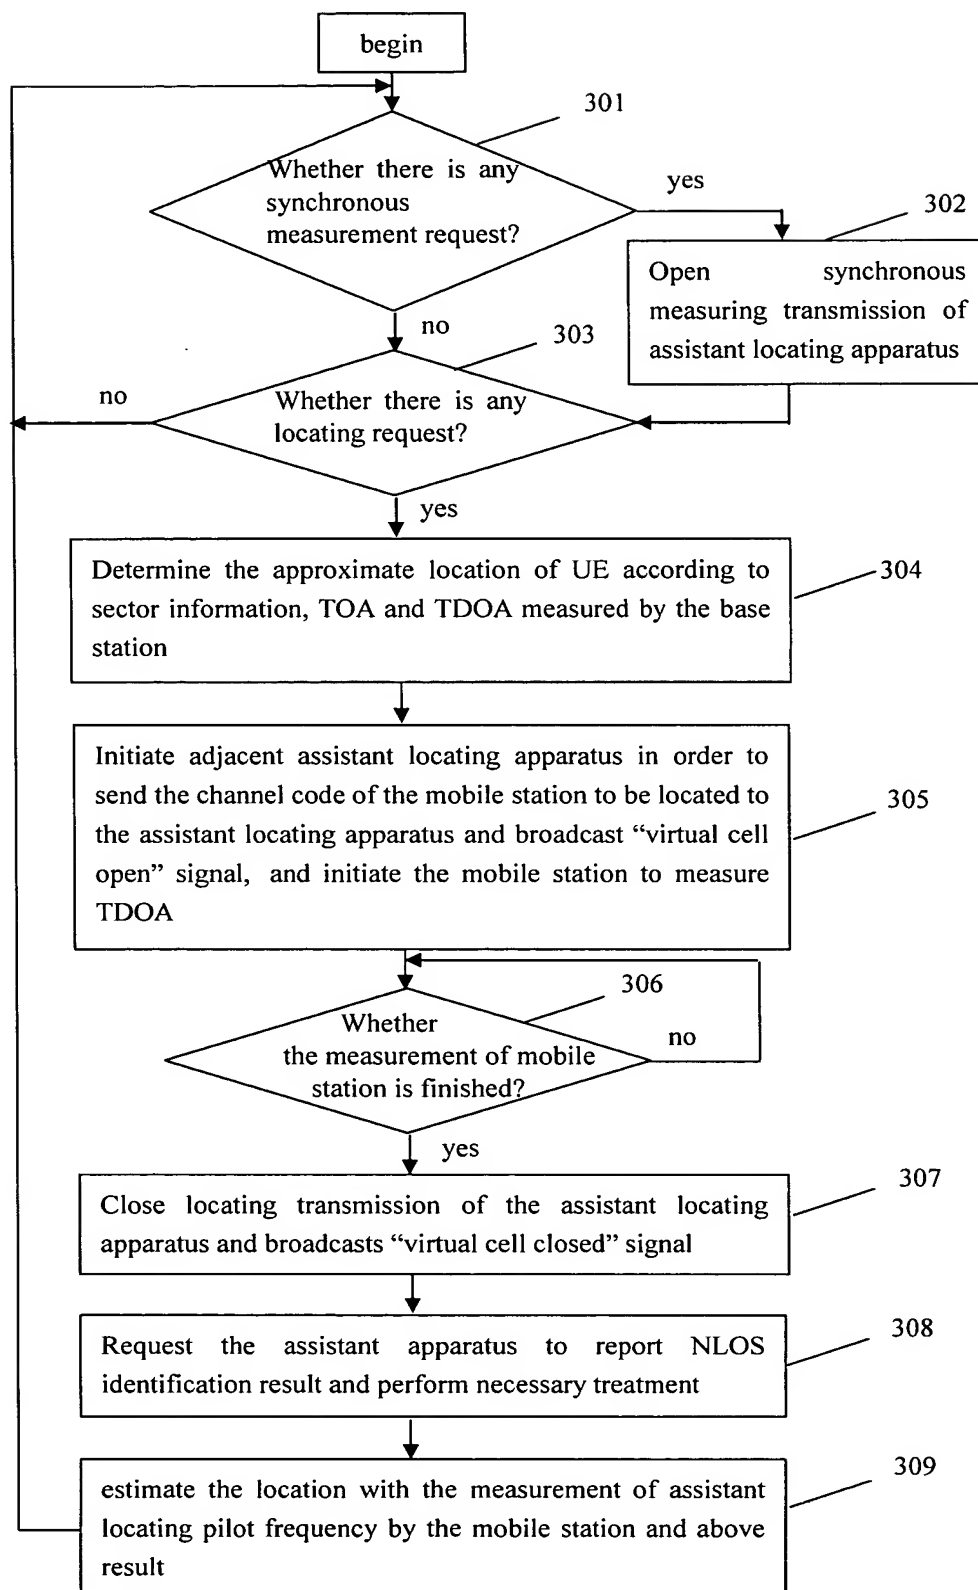 begin
301
Whether there is any
synchronous
measurement request?
yes
302
Open synchronous
measuring transmission of
assistant locating apparatus
no
303
no
Whether there is any
locating request?
yes
Determine the approximate location of UE according to
sector information, TOA and TDOA measured by the base
station
304
Initiate adjacent assistant locating apparatus in order to
send the channel code of the mobile station to be located to
the assistant locating apparatus and broadcast “virtual cell
open” signal, and initiate the mobile station to measure
TDOA
305
306
Whether
the measurement of mobile
station is finished?
no
yes
307
Close locating transmission of the assistant locating
apparatus and broadcasts “virtual cell closed” signal
308
Request the assistant apparatus to report NLOS
identification result and perform necessary treatment
309
estimate the location with the measurement of assistant
locating pilot frequency by the mobile station and above
result